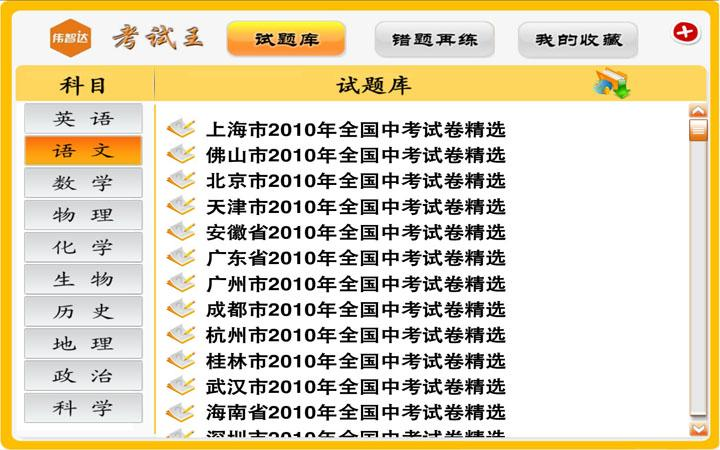 伟智达 考试王 试题库 错题再练 我的收藏
科目 试题库
英语
语文
数学
物理
化学
生物
历史
地理
政治
科学
上海市2010年全国中考试卷精选
佛山市2010年全国中考试卷精选
北京市2010年全国中考试卷精选
天津市2010年全国中考试卷精选
安徽省2010年全国中考试卷精选
广东省2010年全国中考试卷精选
广州市2010年全国中考试卷精选
成都市2010年全国中考试卷精选
杭州市2010年全国中考试卷精选
桂林市2010年全国中考试卷精选
武汉市2010年全国中考试卷精选
海南省2010年全国中考试卷精选
深圳市2010年全国中考试卷精选